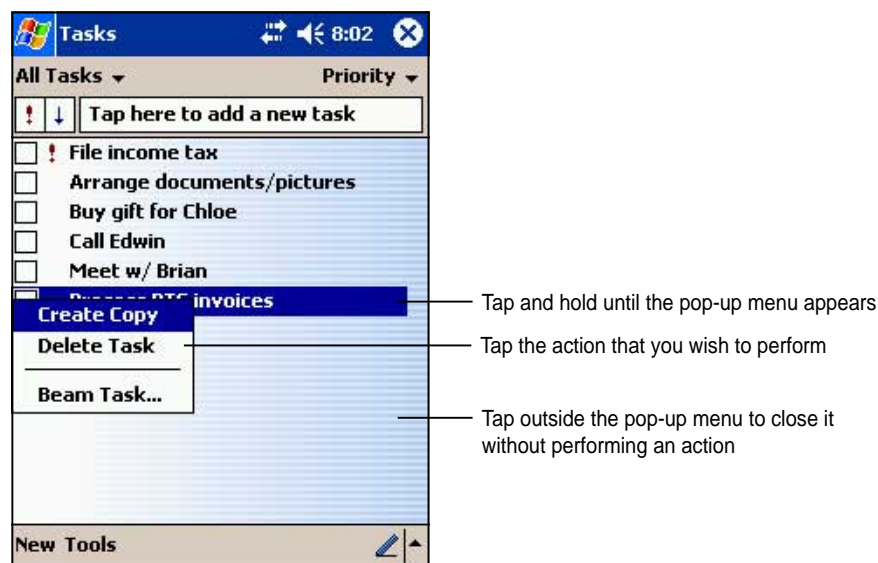 Tasks 8:02
All Tasks Priority
Tap here to add a new task
File income tax
Arrange documents/pictures
Buy gift for Chloe
Call Edwin
Meet w/ Brian
invoices
Create Copy
Delete Task
Beam Task...
New Tools
Tap and hold until the pop-up menu appears
Tap the action that you wish to perform
Tap outside the pop-up menu to close it
without performing an action